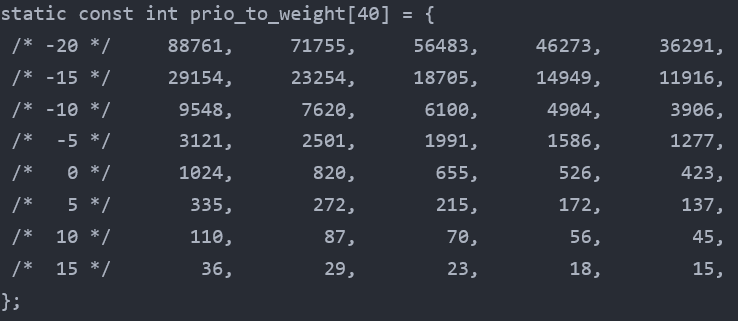 static const int prio_to_weight[40] = {
 /* -20 */     88761,     71755,     56483,     46273,     36291,
 /* -15 */     29154,     23254,     18705,     14949,     11916,
 /* -10 */      9548,      7620,      6100,      4904,      3906,
 /*  -5 */      3121,      2501,      1991,      1586,      1277,
 /*   0 */      1024,       820,       655,       526,       423,
 /*   5 */       335,       272,       215,       172,       137,
 /*  10 */       110,        87,        70,        56,        45,
 /*  15 */        36,        29,        23,        18,        15,
};